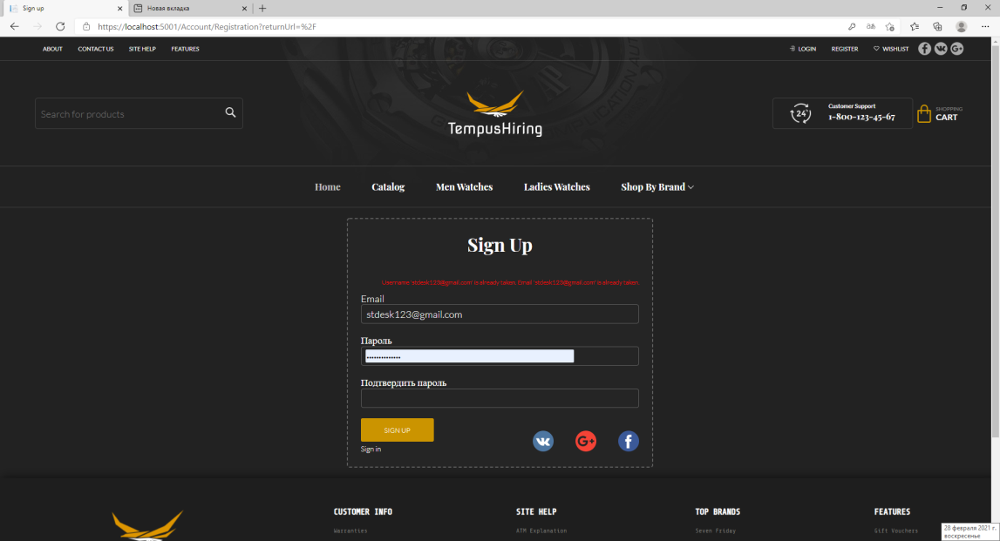 Sign up
Новая вкладка
https://localhost:5001/Account/Registration?returnUrl=%2F
ABOUT CONTACT US SITE HELP FEATURES LOGIN REGISTER WISHLIST
Search for products
24
Customer Support
1-800-123-45-67
SHOPPING
CART
TempusHiring
Home Catalog Men Watches Ladies Watches Shop By Brand
Sign Up
Username 'stdesk123@gmail.com' is already taken. Email 'stdesk123@gmail.com' is already taken.
Email
stdesk123@gmail.com
Пароль
Подтвердить пароль
SIGN UP
Sign in
CUSTOMER INFO SITE HELP TOP BRANDS FEATURES
Warranties ATM Explanation Seven Friday Gift Vouchers
28 февраля 2021 г.
воскресенье